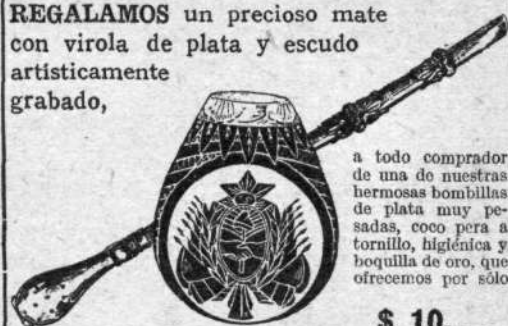 REGALAMOS un precioso mate
con virola de plata y escudo
artísticamente
grabado,
a todo comprador
de una de nuestras
hermosas bombillas
de plata muy pe-
sadas, coco pera a
tornillo, higiénica y
boquilla de oro, que
ofrecemos por sólo
$ 10